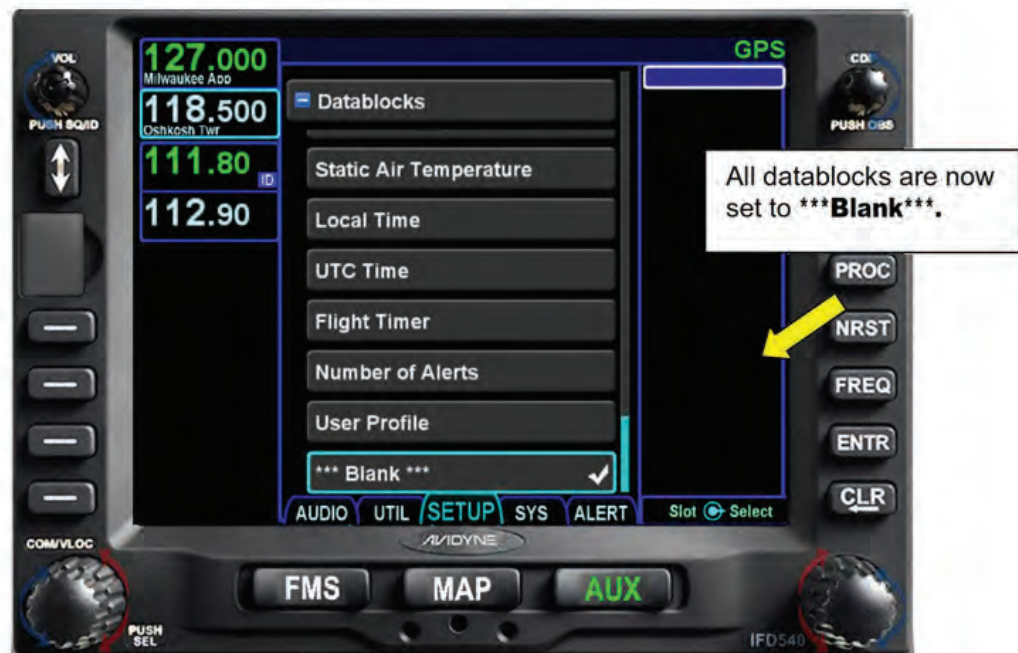 VOL
PUSH SQ/ID
127.000
Milwaukee App
118.500
Oshkosh Twr
111.80 ID
112.90
GPS
Datablocks
Static Air Temperature
Local Time
UTC Time
Flight Timer
Number of Alerts
User Profile
*** Blank ***
AUDIO UTIL SETUP SYS ALERT
Slot Select
CDI
PUSH OBS
All datablocks are now
set to ***Blank***.
PROC
NRST
FREQ
ENTR
CLR
COM/VLOC
PUSH
SEL
AVIDYNE
FMS MAP AUX
IFD540